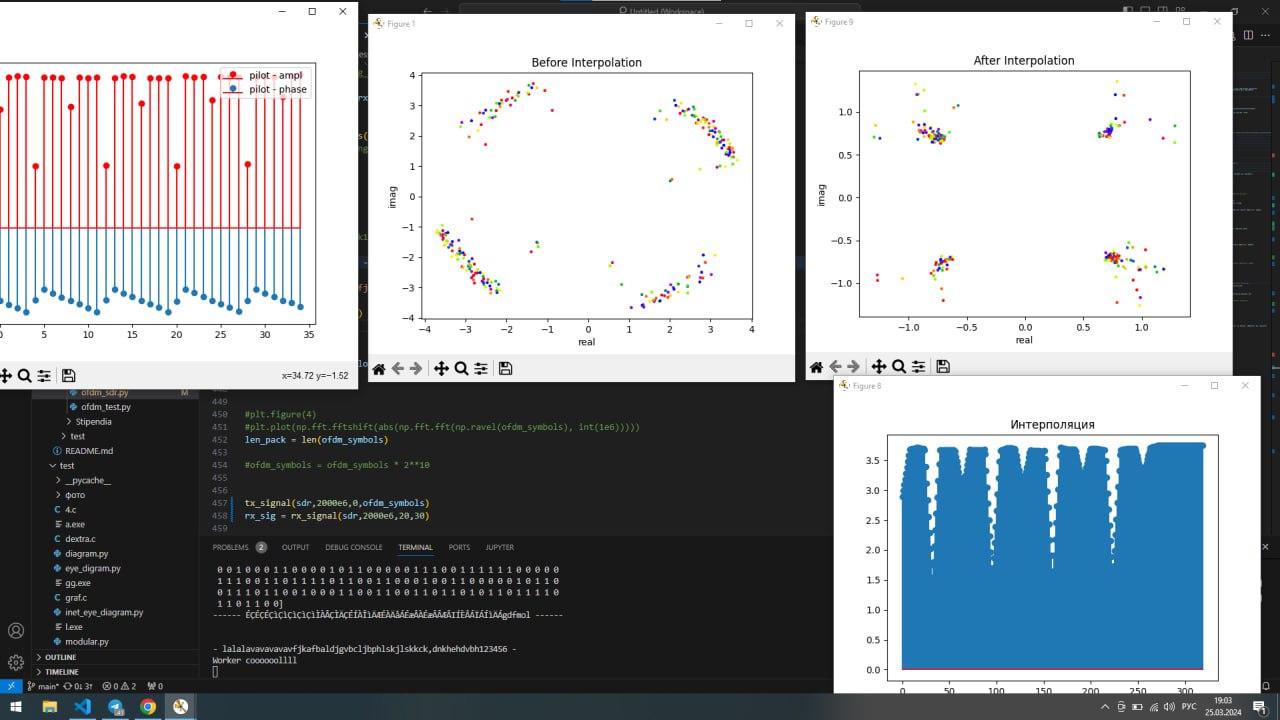 Untitled (Workspace)
pilot - ampl
pilot - phase
0 5 10 15 20 25 30 35
x=34.72 y=−1.52
Figure 1
Before Interpolation
4
3
2
1
0
−1
−2
−3
−4
imag
−4 −3 −2 −1 0 1 2 3 4
real
Figure 9
After Interpolation
1.0
0.5
0.0
−0.5
−1.0
imag
−1.0 −0.5 0.0 0.5 1.0
real
Figure 8
Интерполяция
3.5
3.0
2.5
2.0
1.5
1.0
0.5
0.0
0 50 100 150 200 250 300
ofdm_sdr.py M
ofdm_test.py
Stipendia
test
README.md
test
__pycache__
фото
4.c
a.exe
dextra.c
diagram.py
eye_digram.py
gg.exe
graf.c
inet_eye_diagram.py
l.exe
modular.py
OUTLINE
TIMELINE
449
450 #plt.figure(4)
451 #plt.plot(np.fft.fftshift(abs(np.fft.fft(np.ravel(ofdm_symbols), int(1e6)))))
452 len_pack = len(ofdm_symbols)
453
454 #ofdm_symbols = ofdm_symbols * 2**10
455
456
457 tx_signal(sdr,2000e6,0,ofdm_symbols)
458 rx_sig = rx_signal(sdr,2000e6,20,30)
459
PROBLEMS 2 OUTPUT DEBUG CONSOLE TERMINAL PORTS JUPYTER
0 0 1 0 0 0 1 1 0 0 0 0 1 0 1 1 0 0 0 0 0 1 1 1 0 0 1 1 1 1 1 1 0 0 0 0 0
1 1 1 0 0 1 1 0 1 1 1 1 0 1 1 0 0 1 0 0 1 1 0 0 1 0 0 0 0 0 1 0 1 1 0
0 1 1 1 0 1 1 0 1 0 1 1 0 0 1 0 0 0 1 1 0 1 1 0 0 0 1 1 0 1 1 1 1 0
1 1 0 1 1 0 0]
- lalalavavavavavfjkafbaldjgvbcljbphlskjlskkck,dnkhehdvbh123456 -
Worker coooooollll
main* 0↓ 3↑ 0 2 0
РУС
19:03
25.03.2024